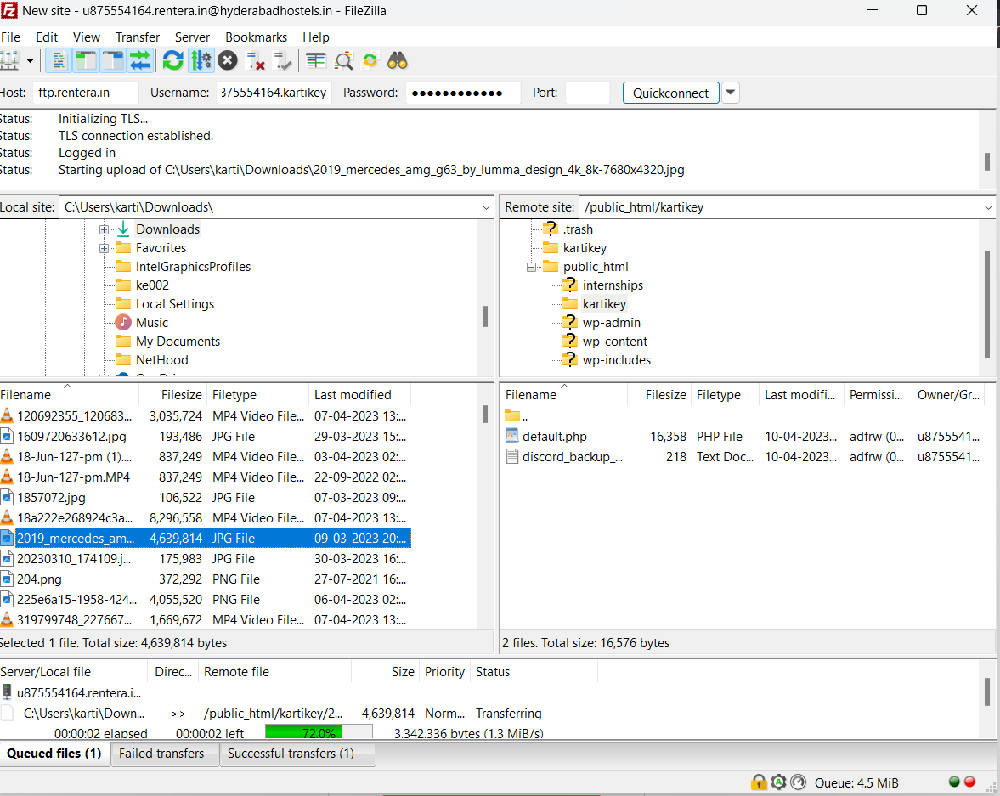 New site - u875554164.rentera.in@hyderabadhostels.in - FileZilla
File Edit View Transfer Server Bookmarks Help
Host: ftp.rentera.in Username: 375554164.kartikey Password: ●●●●●●●●●●●● Port: Quickconnect
Status: Initializing TLS...
Status: TLS connection established.
Status: Logged in
Status: Starting upload of C:\Users\karti\Downloads\2019_mercedes_amg_g63_by_lumma_design_4k_8k-7680x4320.jpg
Local site: C:\Users\karti\Downloads\
Downloads
Favorites
IntelGraphicsProfiles
ke002
Local Settings
Music
My Documents
NetHood
Remote site: /public_html/kartikey
.trash
kartikey
public_html
internships
kartikey
wp-admin
wp-content
wp-includes
Filename Filesize Filetype Last modified
120692355_120683... 3,035,724 MP4 Video File... 07-04-2023 13:...
1609720633612.jpg 193,486 JPG File 29-03-2023 15:...
18-Jun-127-pm (1).... 837,249 MP4 Video File... 03-04-2023 02:...
18-Jun-127-pm.MP4 837,249 MP4 Video File... 22-09-2022 02:...
1857072.jpg 106,522 JPG File 07-03-2023 09:...
18a222e268924c3a... 8,296,558 MP4 Video File... 07-04-2023 13:...
2019_mercedes_am... 4,639,814 JPG File 09-03-2023 20:...
20230310_174109.j... 175,983 JPG File 30-03-2023 16:...
204.png 372,292 PNG File 27-07-2021 16:...
225e6a15-1958-424... 4,055,520 PNG File 06-04-2023 02:...
319799748_227667... 1,669,672 MP4 Video File... 07-04-2023 13:...
Selected 1 file. Total size: 4,639,814 bytes
Filename Filesize Filetype Last modifi... Permissi... Owner/Gr...
..
default.php 16,358 PHP File 10-04-2023... adfrw (0... u8755541...
discord_backup_... 218 Text Doc... 10-04-2023... adfrw (0... u8755541...
2 files. Total size: 16,576 bytes
Server/Local file Direc... Remote file Size Priority Status
u875554164.rentera.i...
C:\Users\karti\Down... -->> /public_html/kartikey/2... 4,639,814 Norm... Transferring
00:00:02 elapsed 00:00:02 left 72.0% 3,342,336 bytes (1.3 MiB/s)
Queued files (1) Failed transfers Successful transfers (1)
Queue: 4.5 MiB